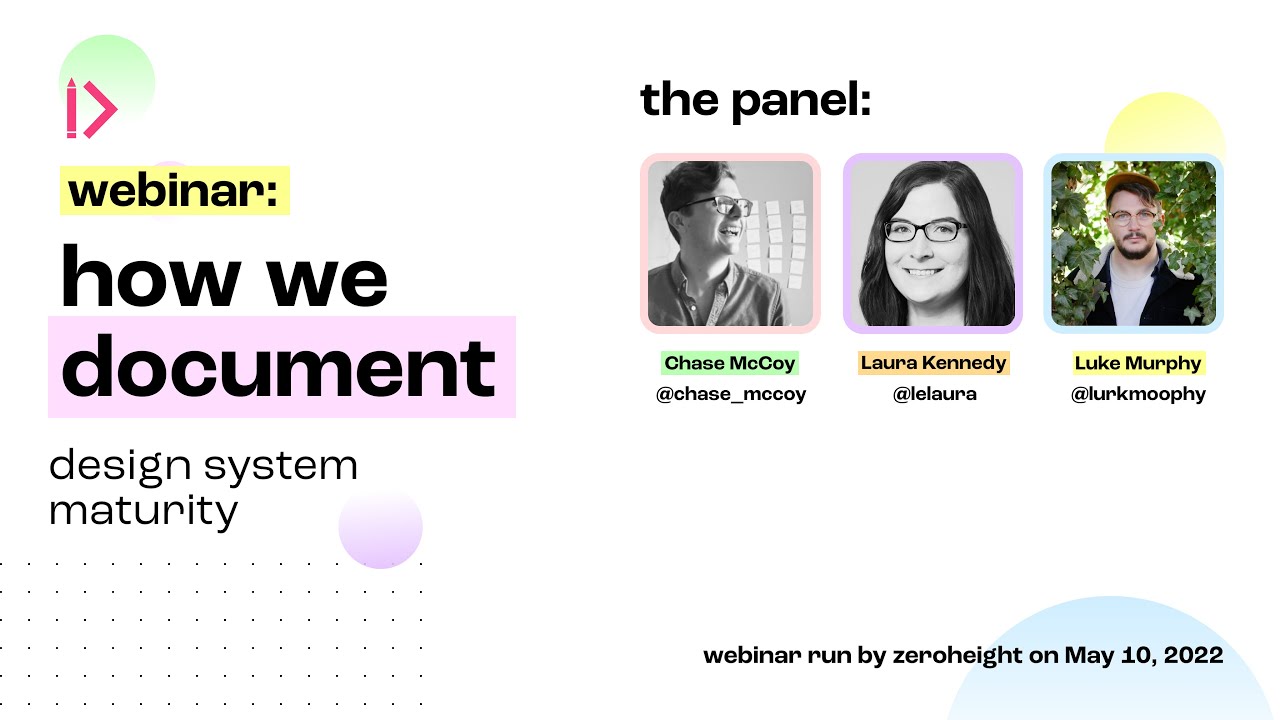 webinar:
how we
document
design system
maturity
the panel:
Chase McCoy
@chase_mccoy
Laura Kennedy
@lelaura
Luke Murphy
@lurkmoophy
webinar run by zeroheight on May 10, 2022